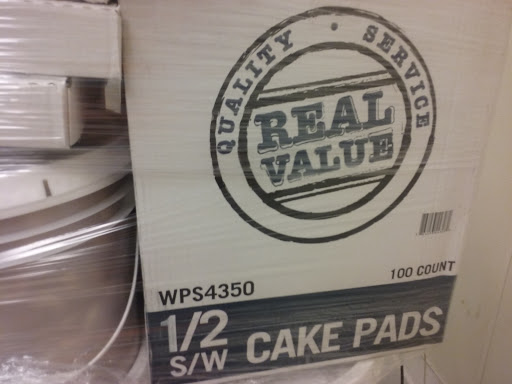 QUALITY • SERVICE
REAL
VALUE
WPS4350
100 COUNT
1/2
S/W
CAKE PADS